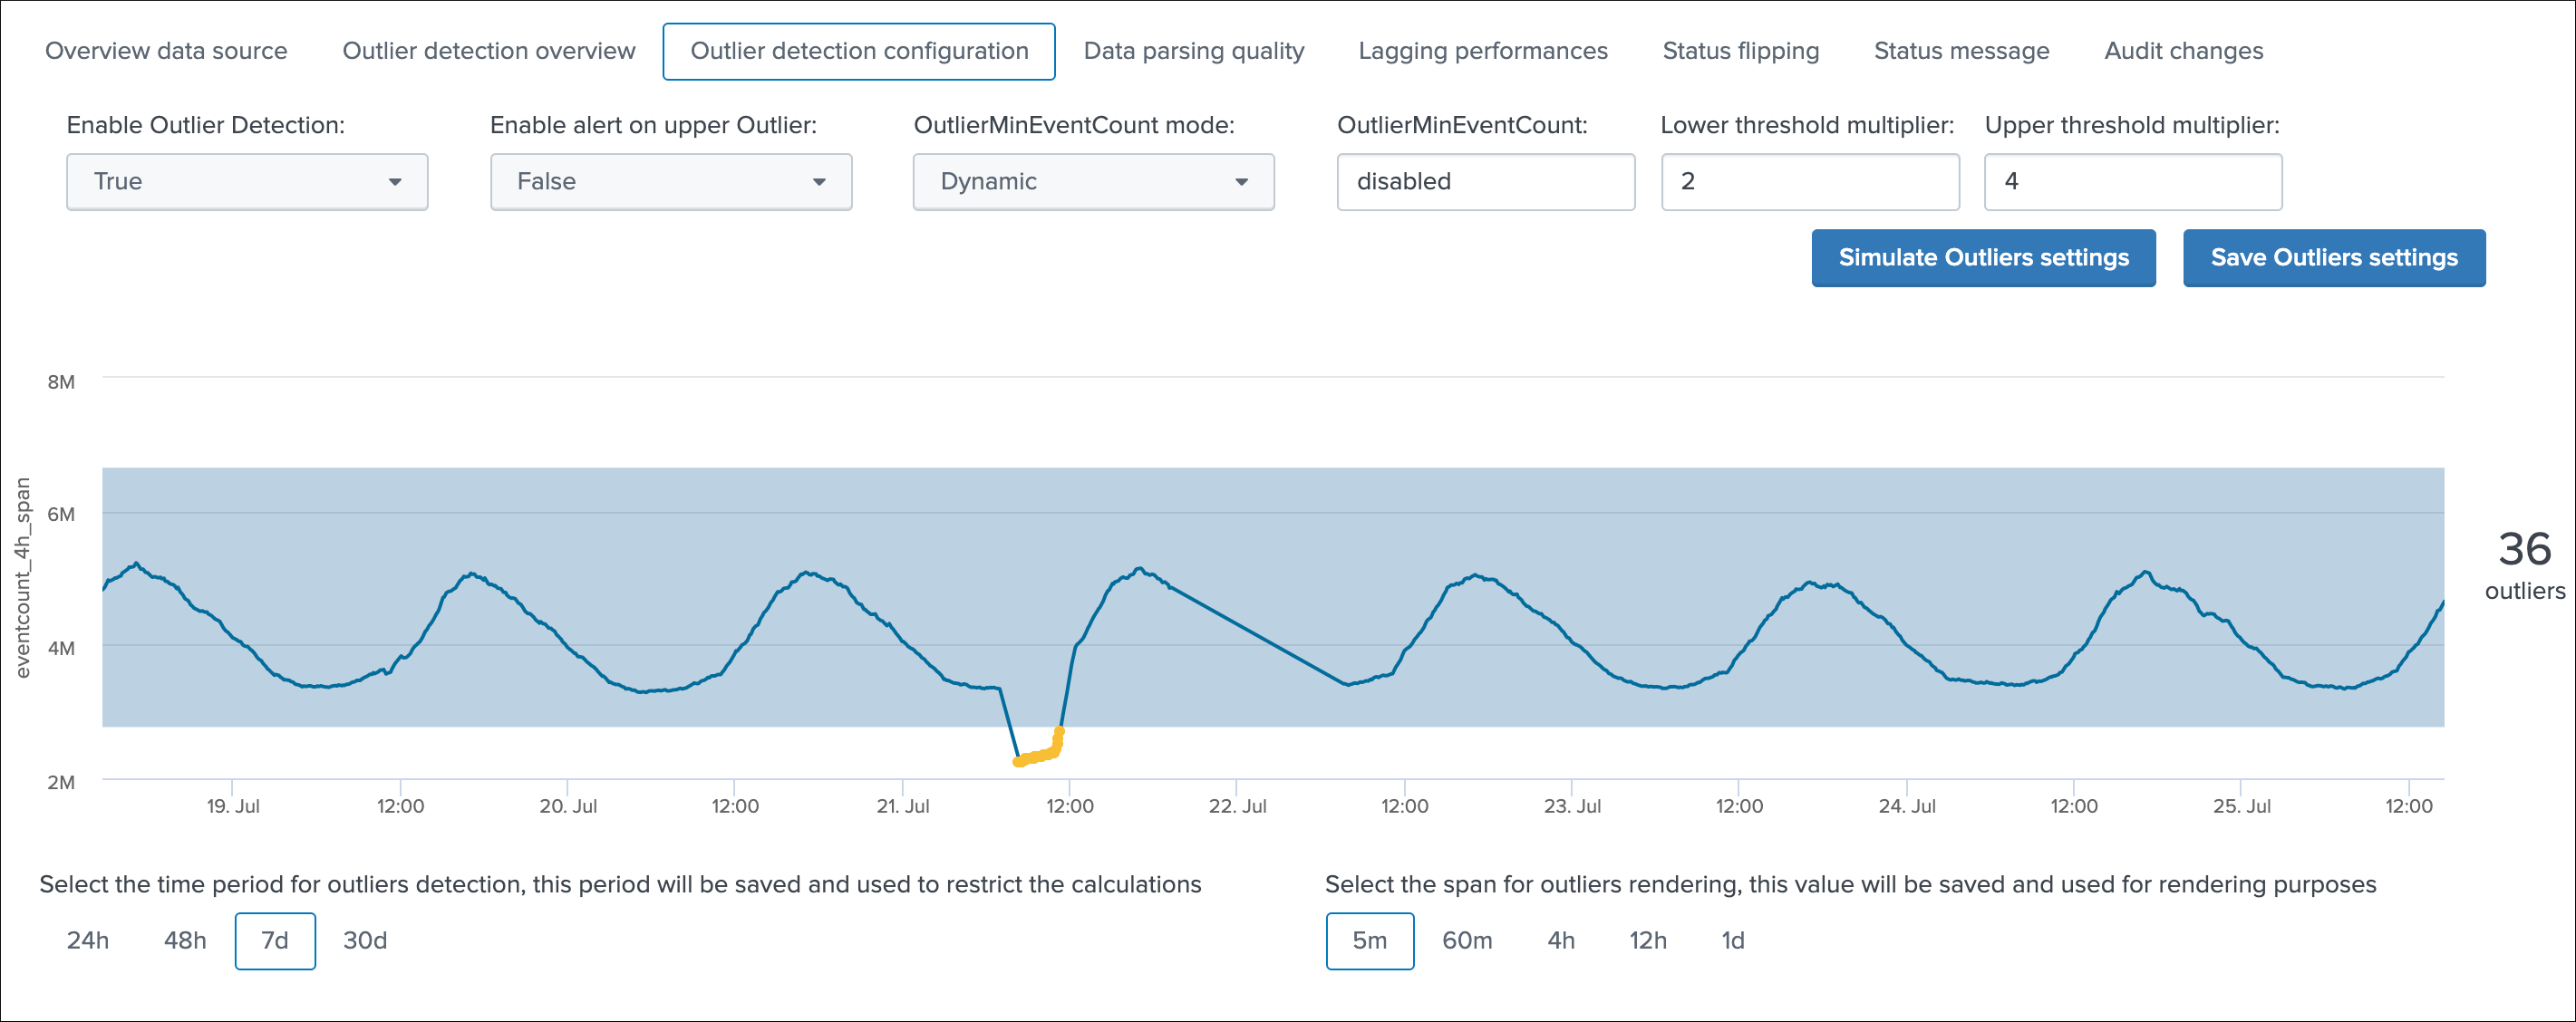 Overview data source Outlier detection overview Outlier detection configuration Data parsing quality Lagging performances Status flipping Status message Audit changes
Enable Outlier Detection: Enable alert on upper Outlier: OutlierMinEventCount mode: OutlierMinEventCount: Lower threshold multiplier: Upper threshold multiplier:
True False Dynamic disabled 2 4
Simulate Outliers settings Save Outliers settings
8M
6M
4M
2M
eventcount_4h_span
36
outliers
19. Jul 12:00 20. Jul 12:00 21. Jul 12:00 22. Jul 12:00 23. Jul 12:00 24. Jul 12:00 25. Jul 12:00
Select the time period for outliers detection, this period will be saved and used to restrict the calculations
24h 48h 7d 30d
Select the span for outliers rendering, this value will be saved and used for rendering purposes
5m 60m 4h 12h 1d